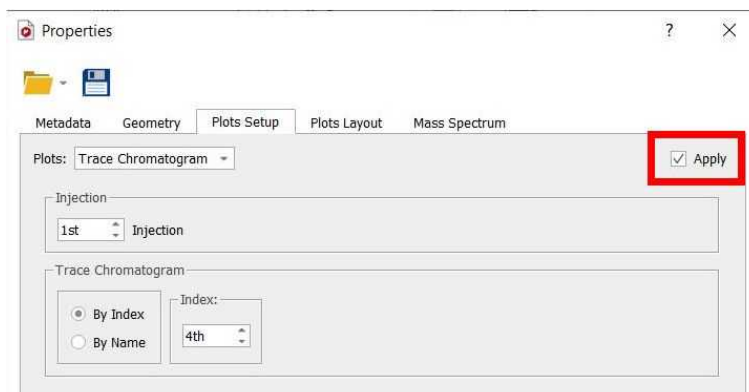 Properties ?
Metadata Geometry Plots Setup Plots Layout Mass Spectrum
Plots: Trace Chromatogram Apply
Injection
1st Injection
Trace Chromatogram
By Index
By Name
Index:
4th